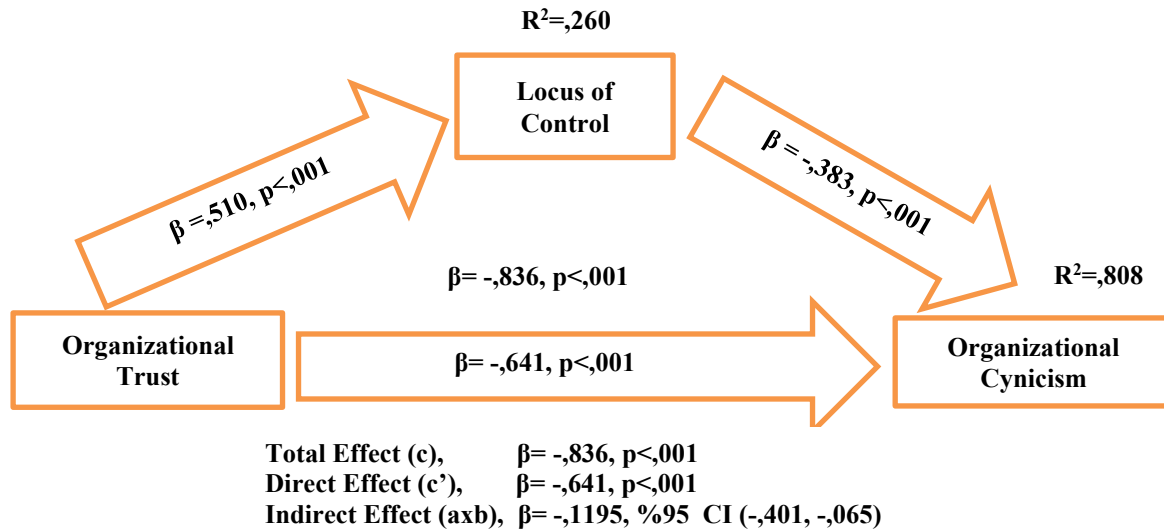 R²=,260
Locus of
Control
β =,510, p<,001
β = -,383, p<,001
β= -,836, p<,001
R²=,808
Organizational
Trust
β= -,641, p<,001
Organizational
Cynicism
Total Effect (c), β= -,836, p<,001
Direct Effect (c’), β= -,641, p<,001
Indirect Effect (axb), β= -,1195, %95 CI (-,401, -,065)